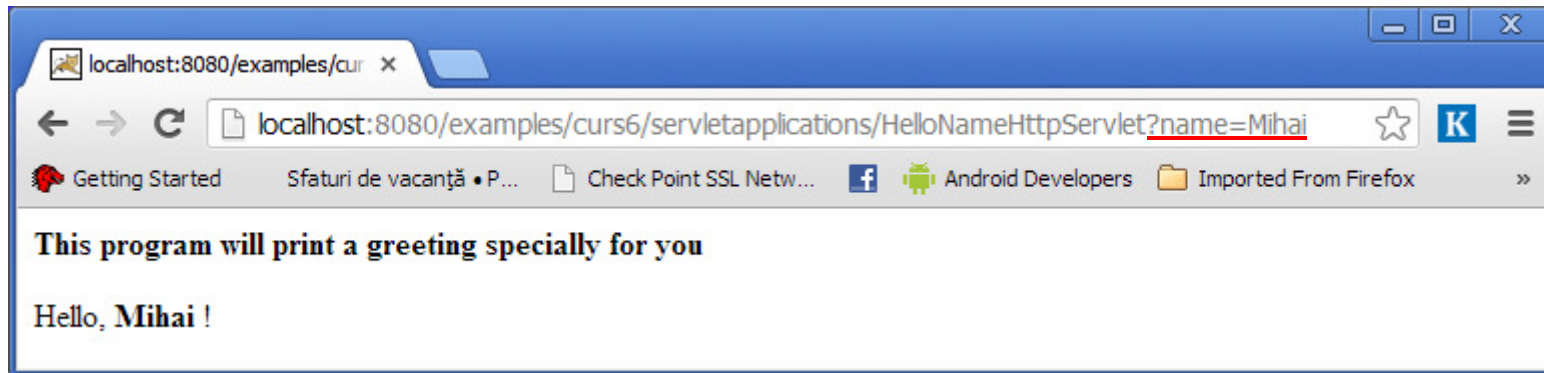 localhost:8080/examples/cur
localhost:8080/examples/curs6/servletapplications/HelloNameHttpServlet?name=Mihai
K
Getting Started Sfaturi de vacanță • P... Check Point SSL Netw... f Android Developers Imported From Firefox »
This program will print a greeting specially for you
Hello, Mihai !